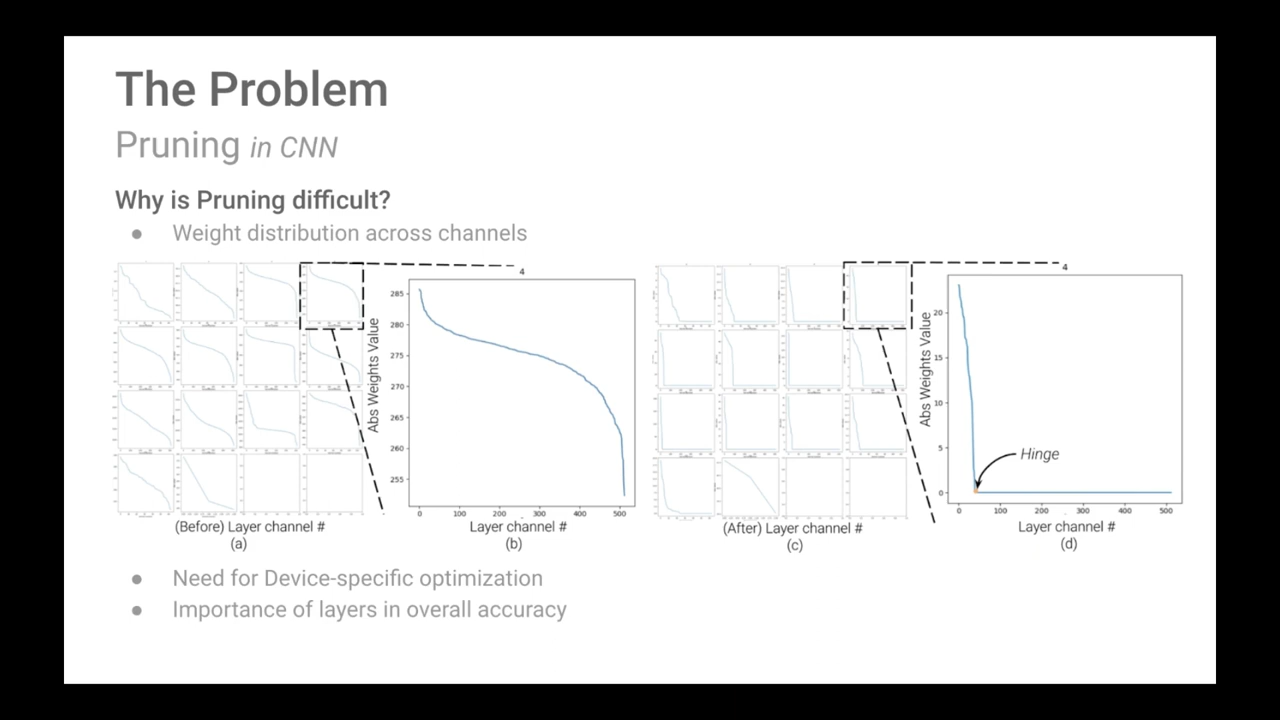 The Problem
Pruning in CNN
Why is Pruning difficult?
● Weight distribution across channels
4
Abs Weights Value
285
280
275
270
265
260
255
0 100 200 300 400 500
(Before) Layer channel #
(a)
Layer channel #
(b)
4
Abs Weights Value
20
15
10
5
0
Hinge
0 100 200 300 400 500
(After) Layer channel #
(c)
Layer channel #
(d)
● Need for Device-specific optimization
● Importance of layers in overall accuracy